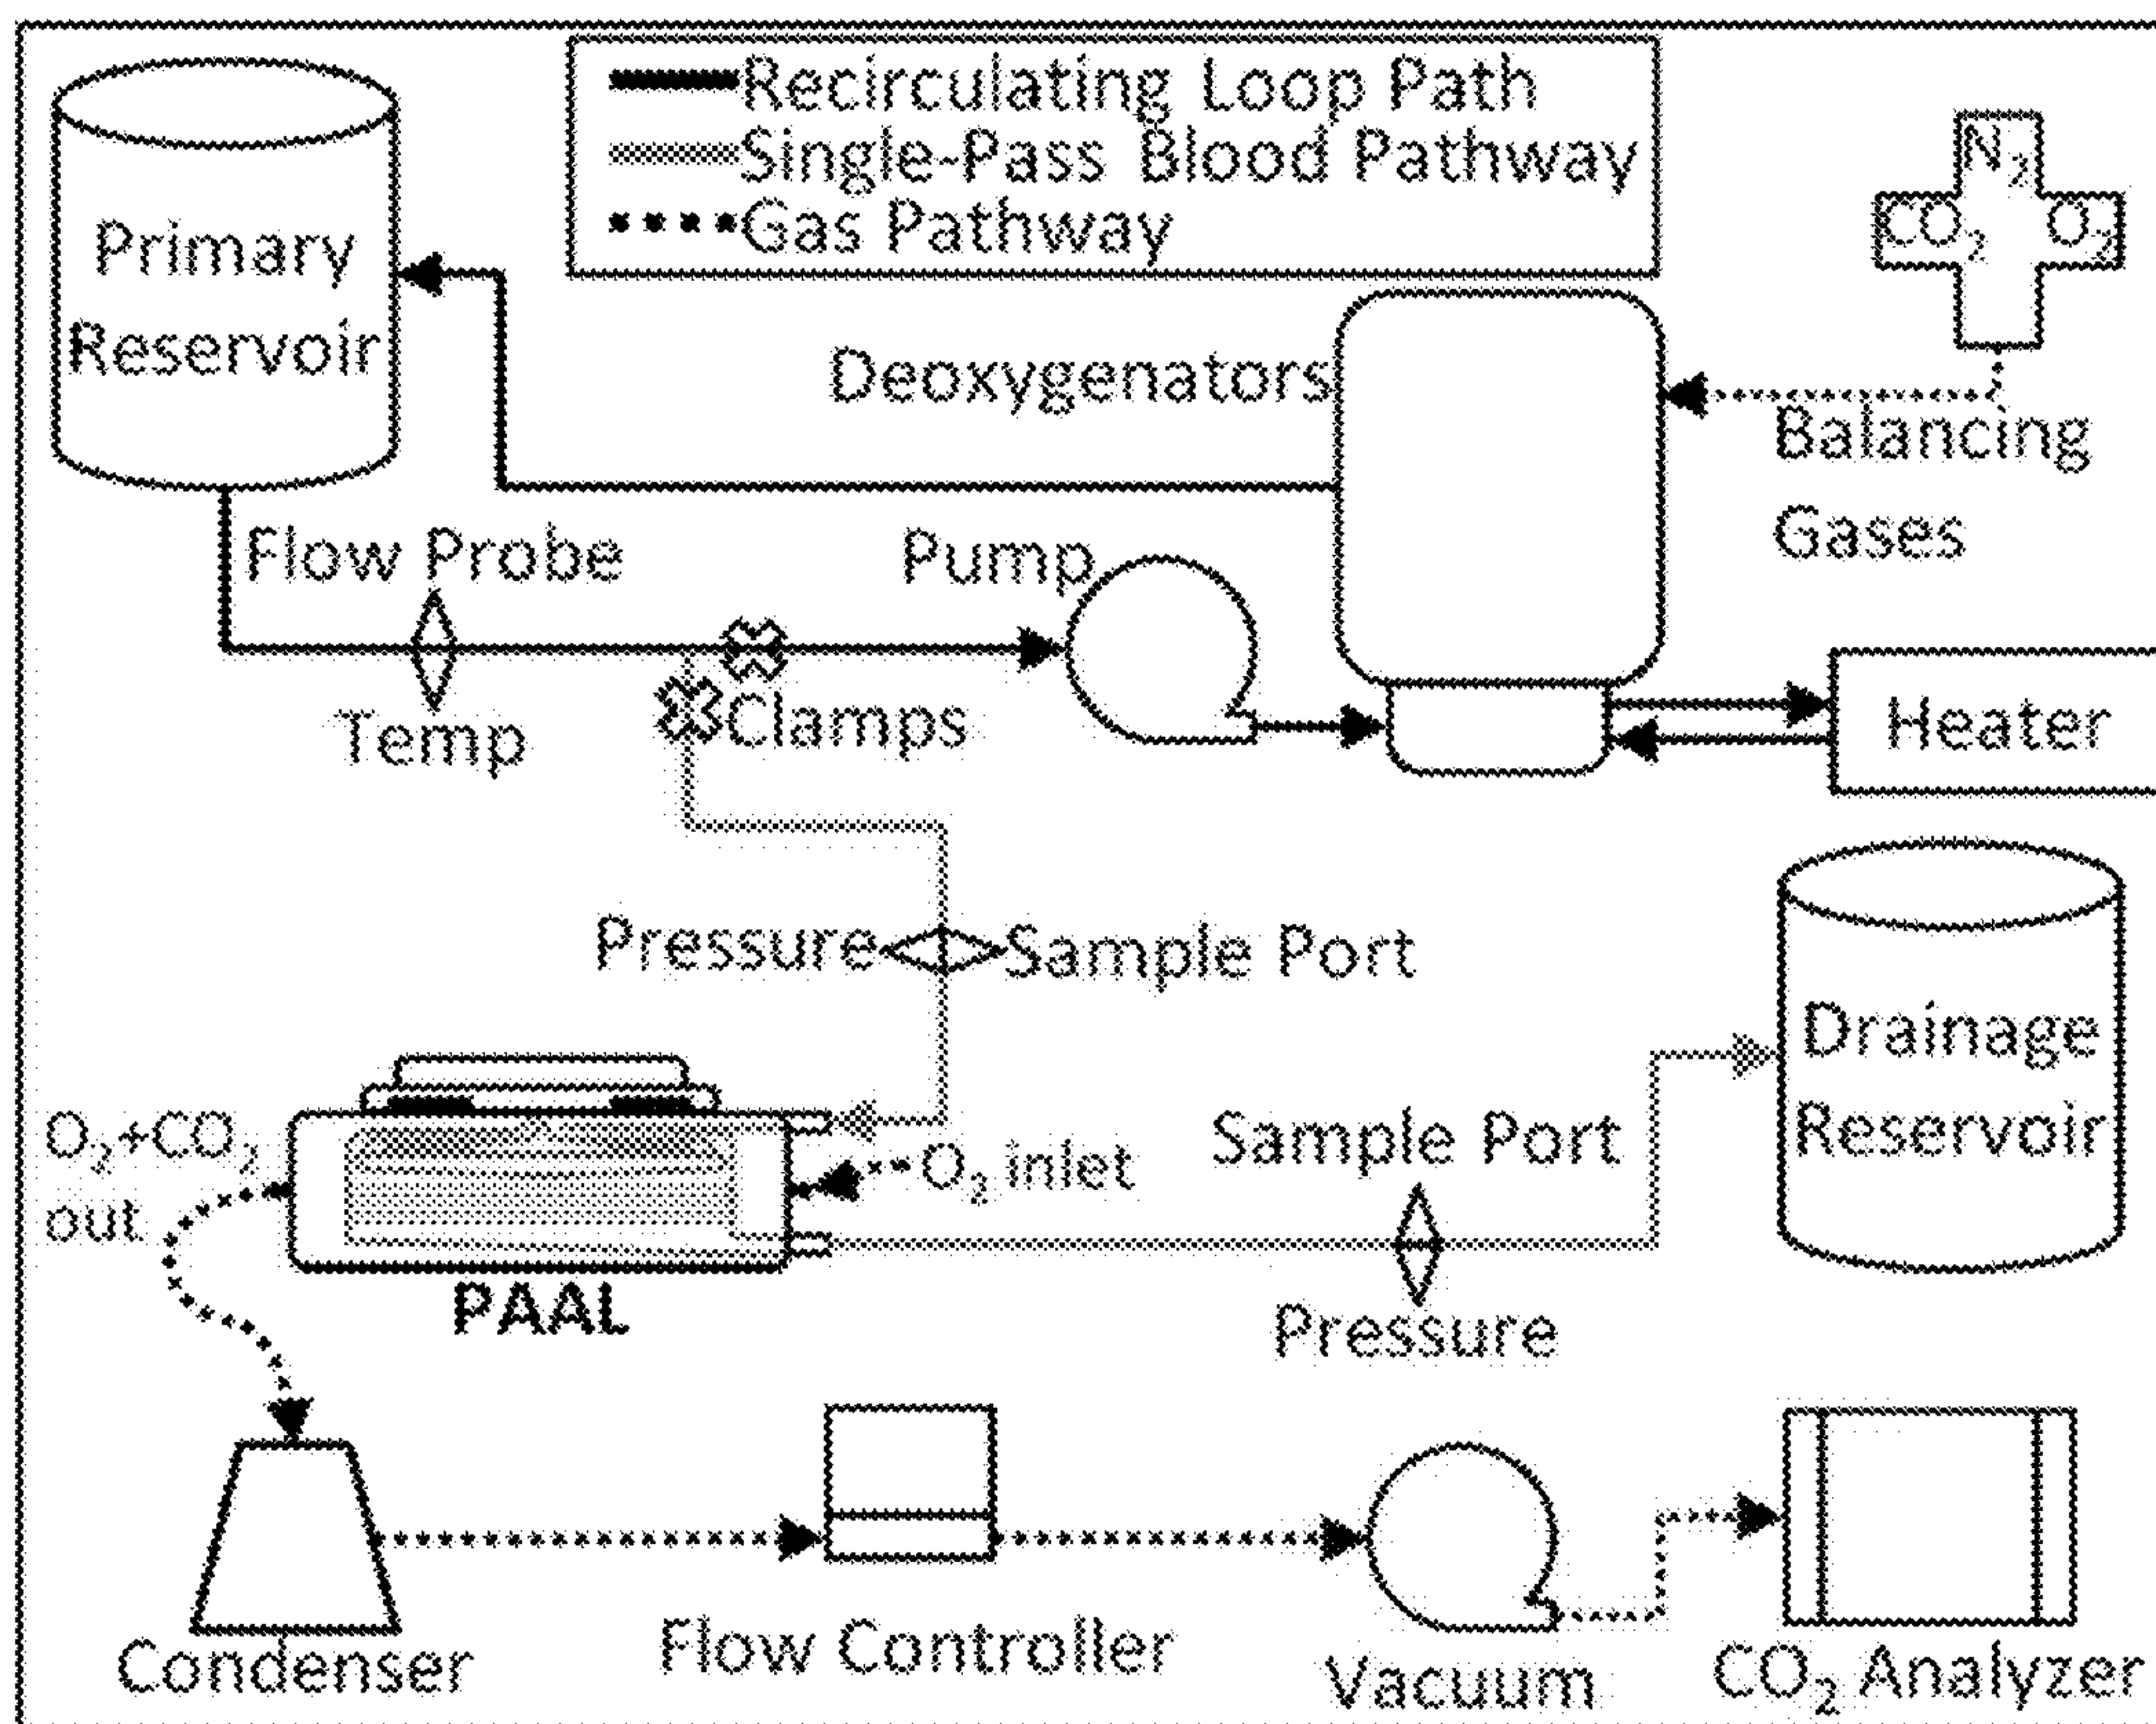 Recirculating Loop Path
Single-Pass Blood Pathway
Gas Pathway
N₂
CO₂ O₂
Primary
Reservoir
Deoxygenators
Balancing
Gases
Flow Probe
Pump
Temp
Clamps
Heater
Pressure
Sample Port
Drainage
Reservoir
O₂+CO₂
out
O₂ inlet
Sample Port
PAAL
Pressure
Condenser
Flow Controller
Vacuum
CO₂ Analyzer